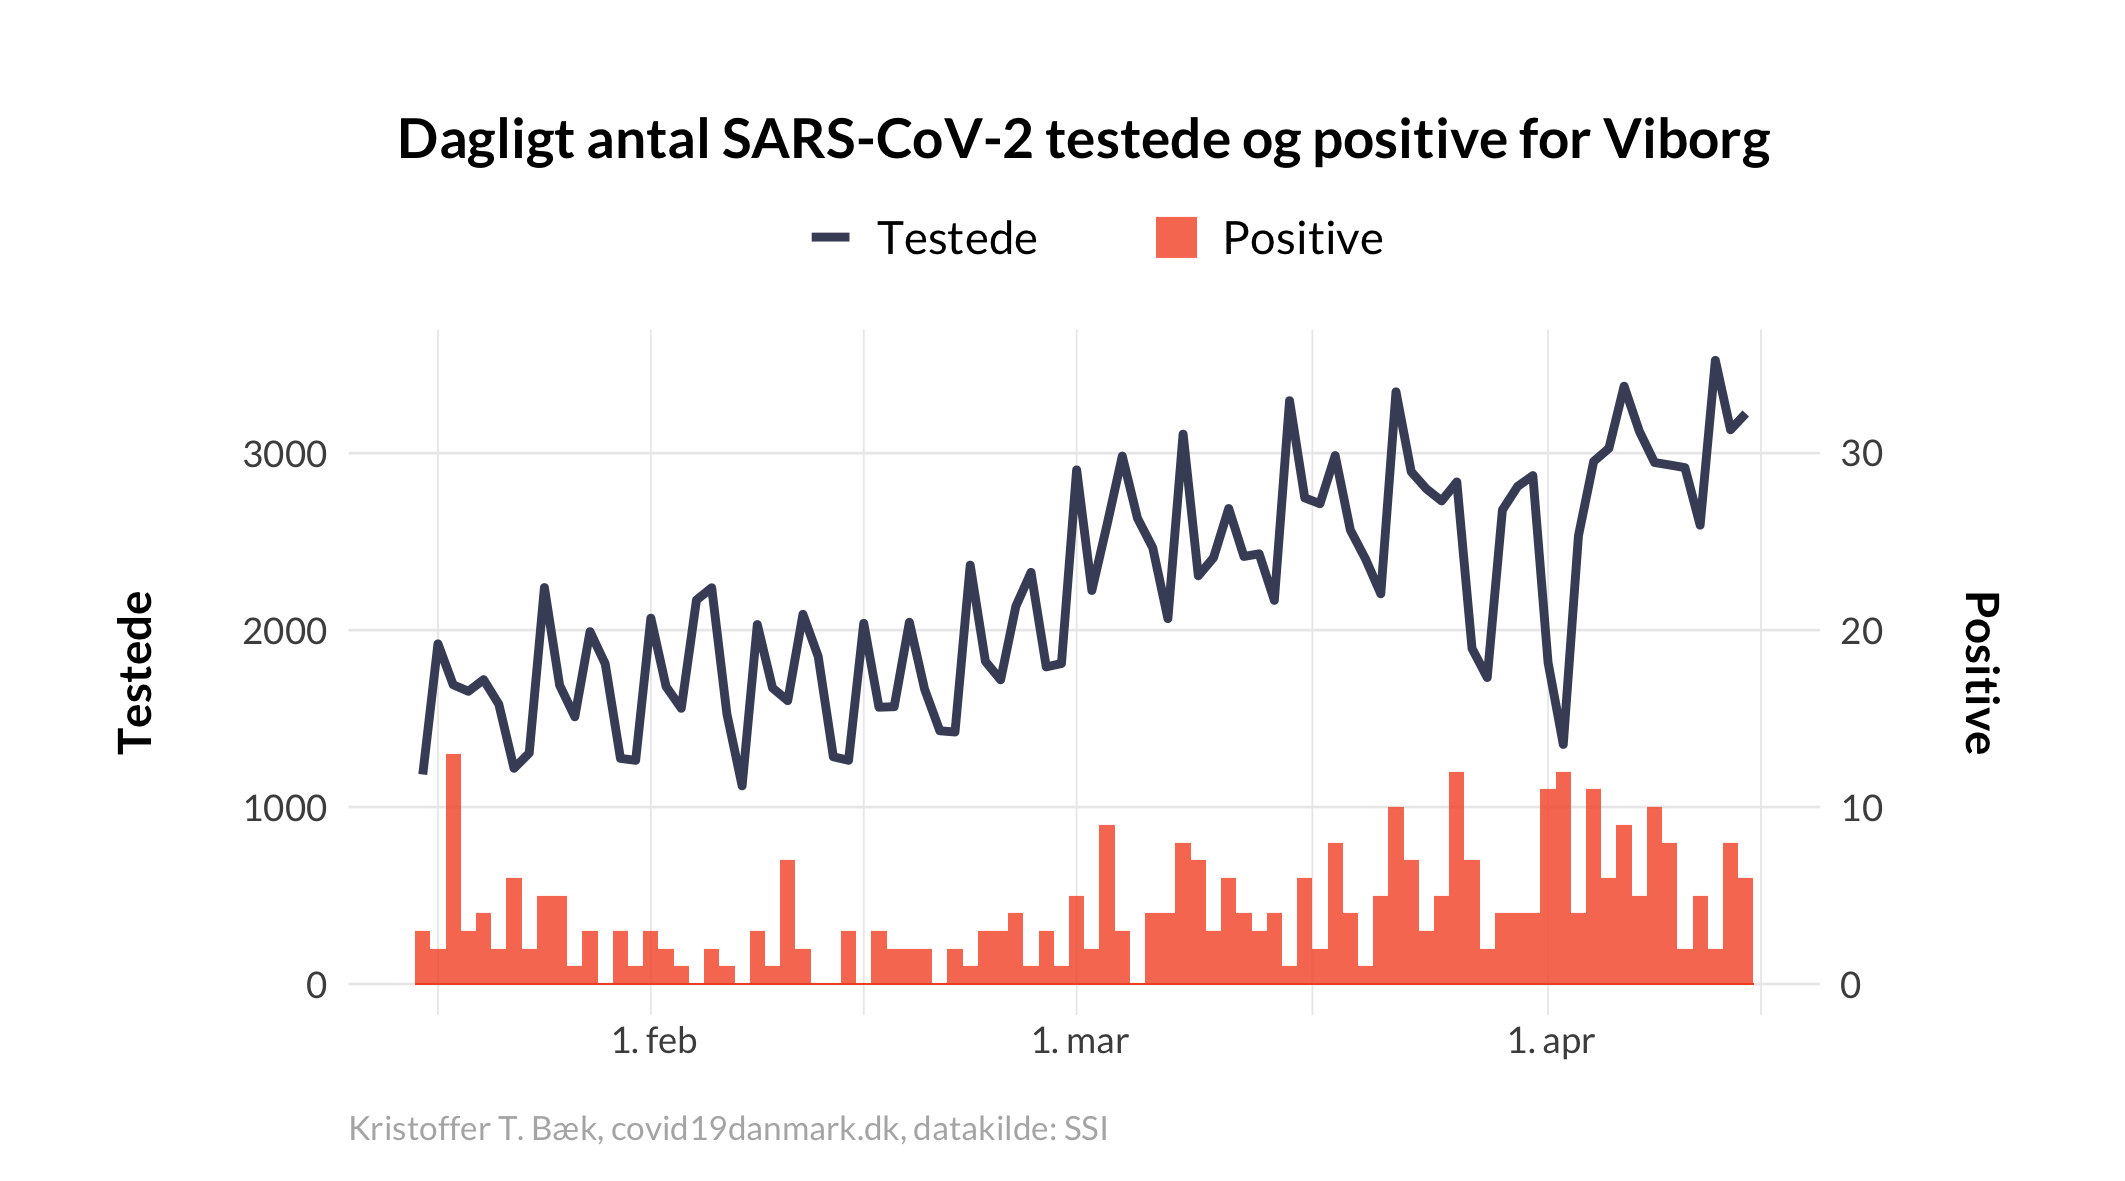 Dagligt antal SARS-CoV-2 testede og positive for Viborg
Testede
Positive
3000
2000
1000
0
Testede
30
20
10
0
Positive
1. feb
1. mar
1. apr
Kristoffer T. Bæk, covid19danmark.dk, datakilde: SSI